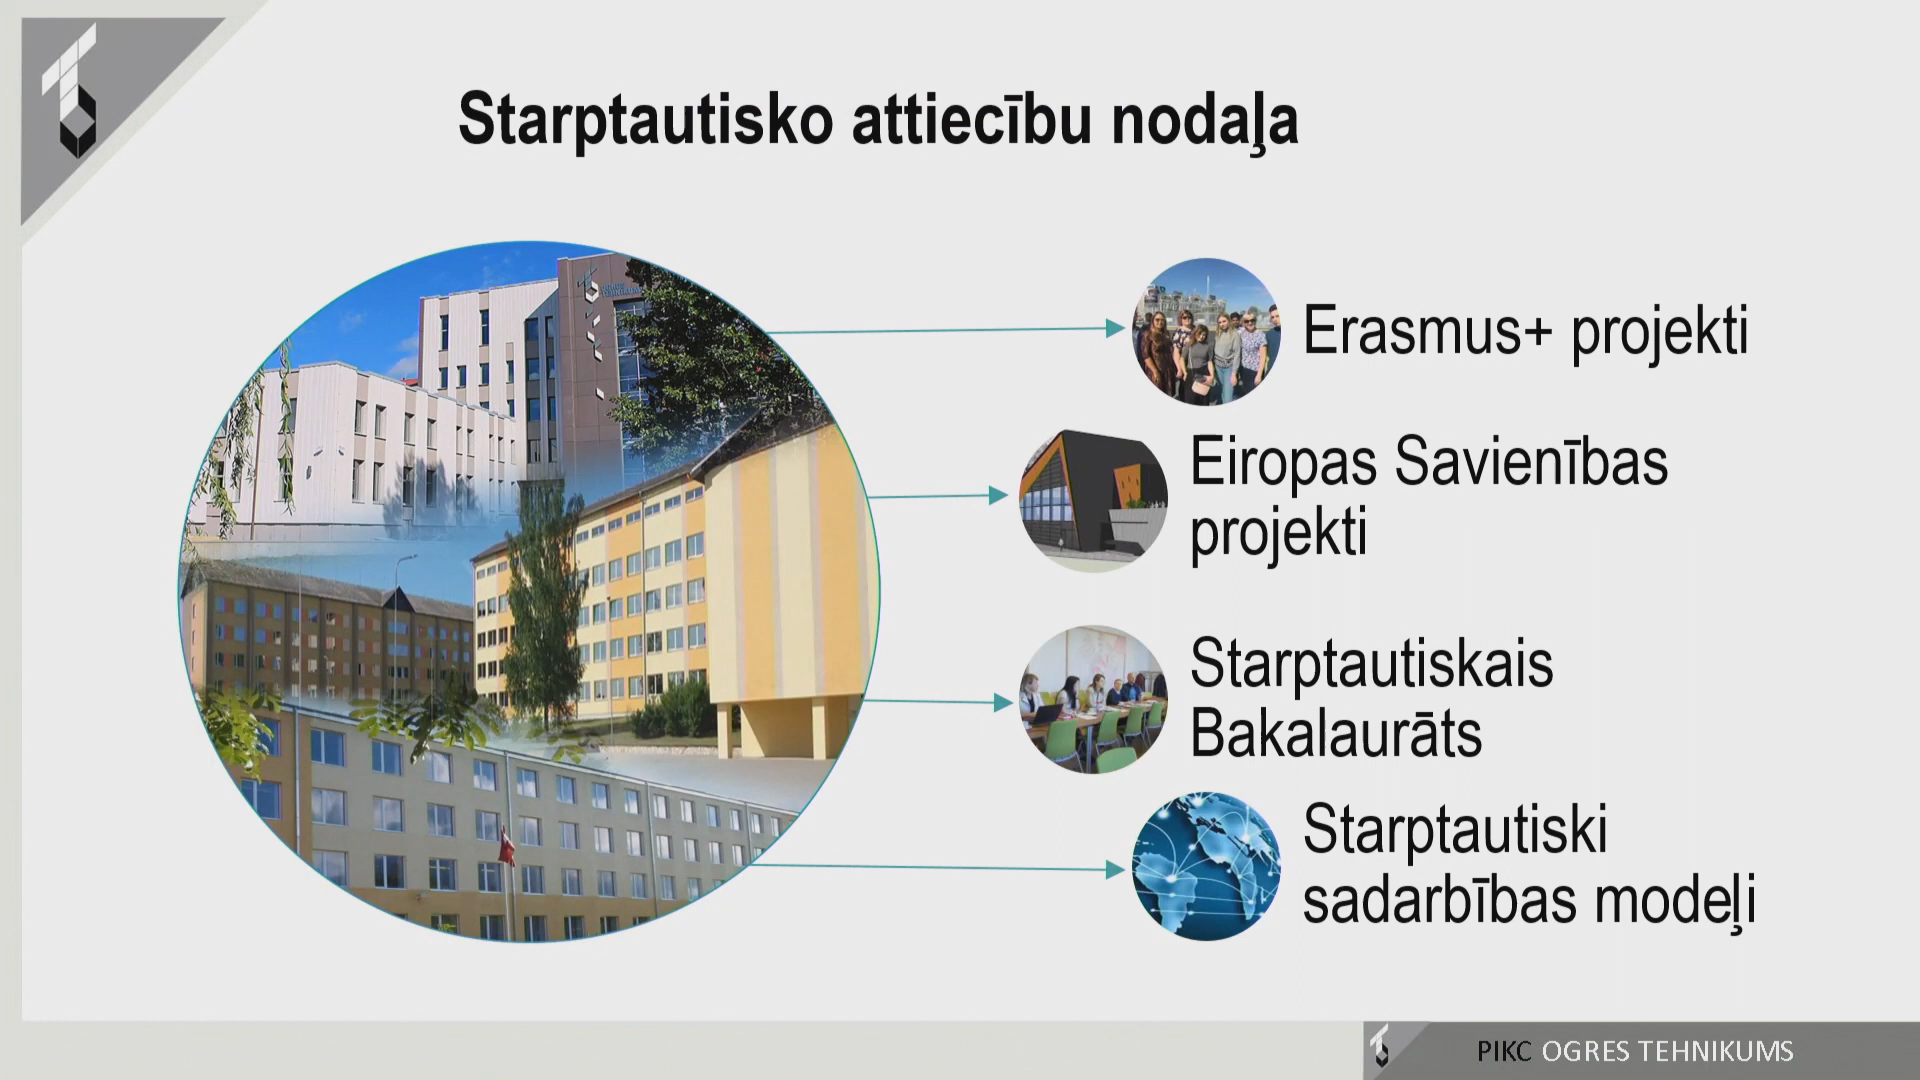 Starptautisko attiecību nodaļa
Erasmus+ projekti
Eiropas Savienības
projekti
Starptautiskais
Bakalaurāts
Starptautiski
sadarbības modeļi
PIKC OGRES TEHNIKUMS